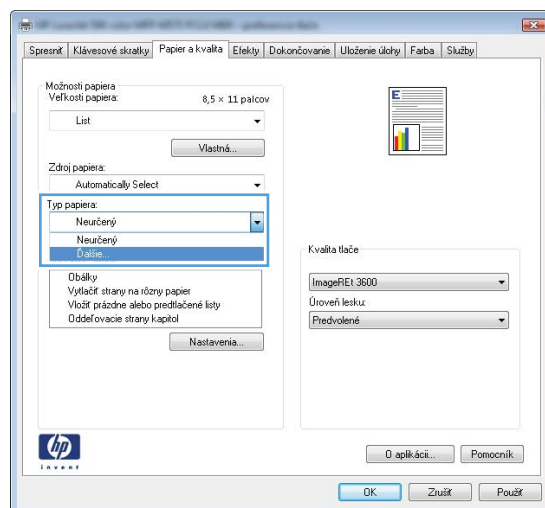 Spresniť Klávesové skratky Papier a kvalita Efekty Dokončovanie Uloženie úlohy Farba Služby
Možnosti papiera
Veľkosti papiera: 8,5 × 11 palcov
List
Vlastná...
Zdroj papiera:
Automatically Select
Typ papiera:
Neurčený
Neurčený
Ďalšie...
Obálky
Vytlačiť strany na rôzny papier
Vložiť prázdne alebo predtlačené listy
Oddeľovacie strany kapitol
Nastavenia...
E
Kvalita tlače
ImageREt 3600
Úroveň lesku:
Predvolené
hp
invent
O aplikácii... Pomocník
OK Zrušiť Použiť